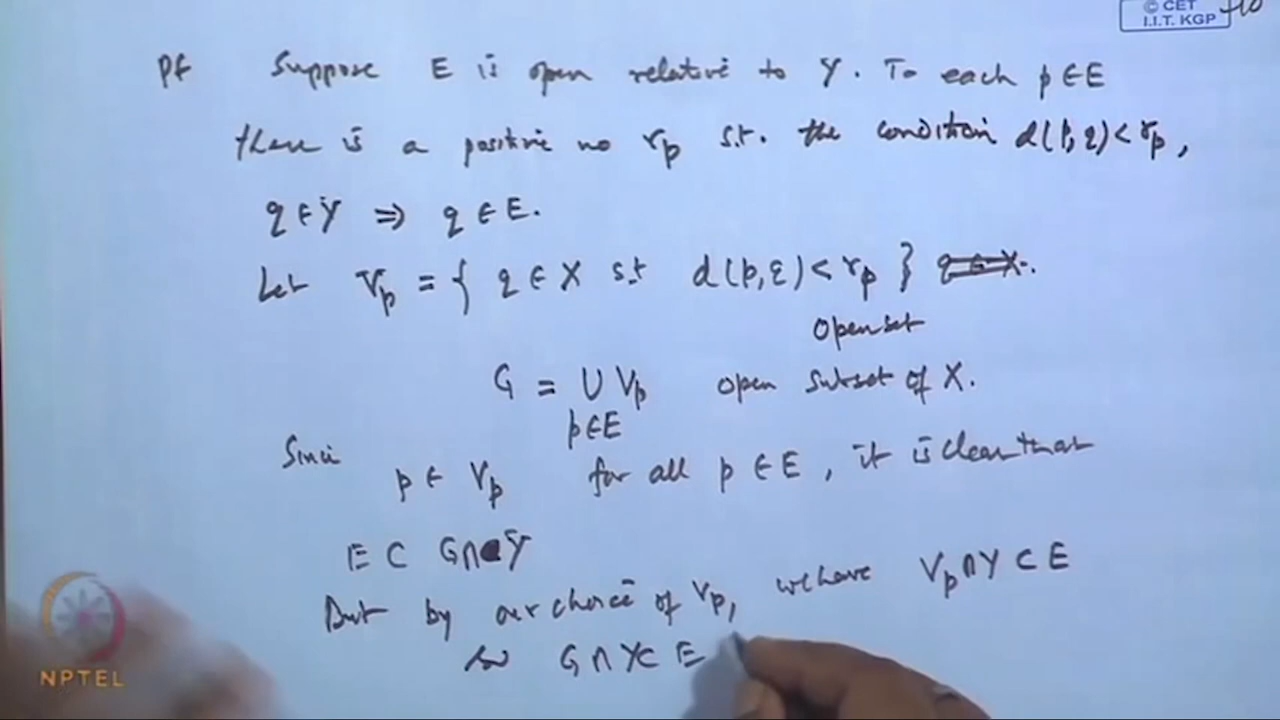 © CET
I.I.T. KGP
Pf Suppose E is open relative to Y. To each p∈E
there is a positive no r_p s.t. the condition d(p,q)<r_p,
q∈Y ⇒ q∈E.
Let V_p = { q∈X s.t d(p,q)<r_p }
Open set
G = ∪ V_p open subset of X.
p∈E
Since p∈V_p for all p∈E, it is clear that
E ⊂ G∩Y
But by our choice of V_p, we have V_p∩Y⊂E
so G∩Y⊂E
NPTEL